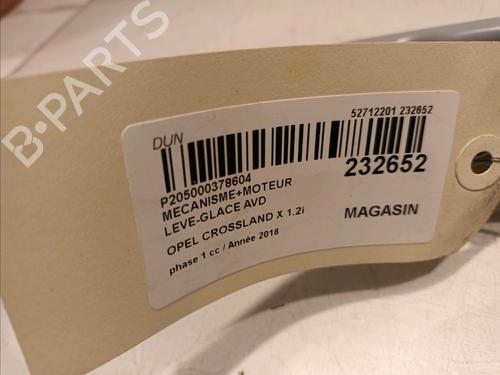 B-PARTS
DUN
52712201 232652
P205000378604
232652
MECANISME+MOTEUR
LEVE-GLACE AVD
MAGASIN
OPEL CROSSLAND X 1.2i
phase 1 cc / Année 2018